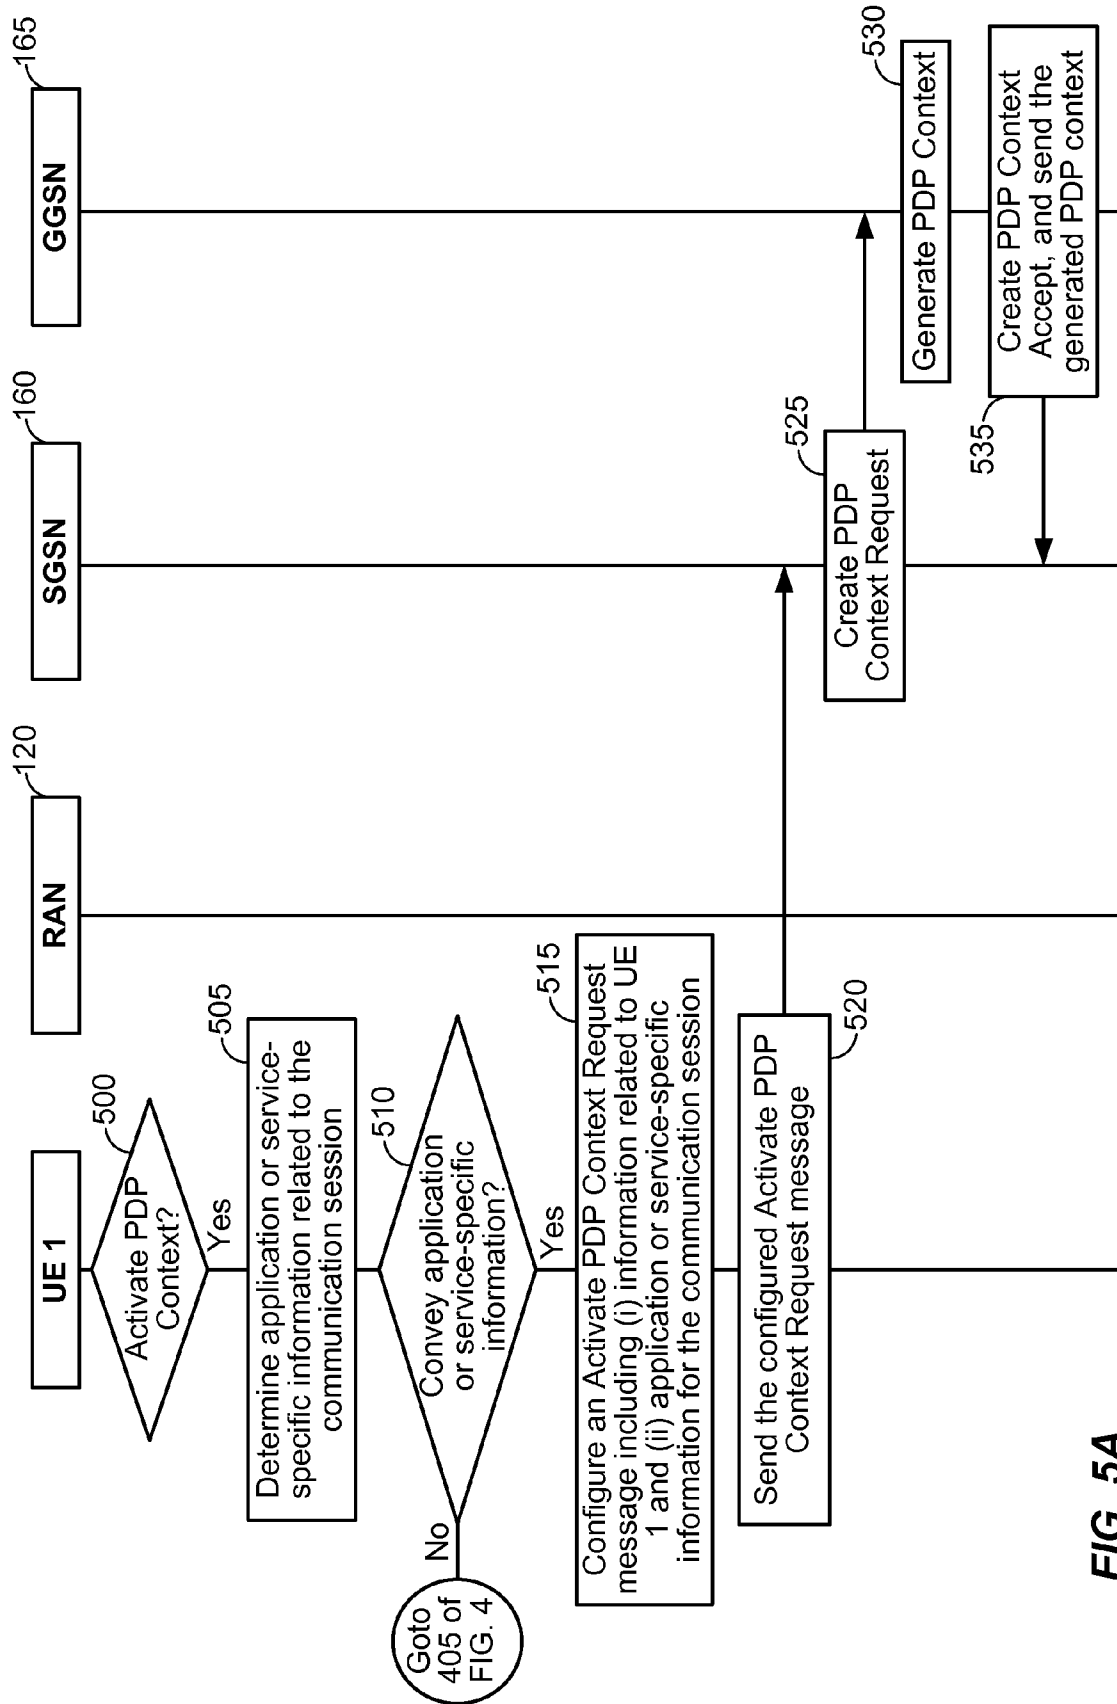 UE 1
RAN
120
SGSN
160
GGSN
165
Activate PDP
Context?
500
Yes
Determine application or service-
specific information related to the
communication session
505
Convey application
or service-specific
information?
510
No
Goto
405 of
FIG. 4
Yes
Configure an Activate PDP Context Request
message including (i) information related to UE
1 and (ii) application or service-specific
information for the communication session
515
Send the configured Activate PDP
Context Request message
520
Create PDP
Context Request
525
Generate PDP Context
530
Create PDP Context
Accept, and send the
generated PDP context
535
FIG. 5A